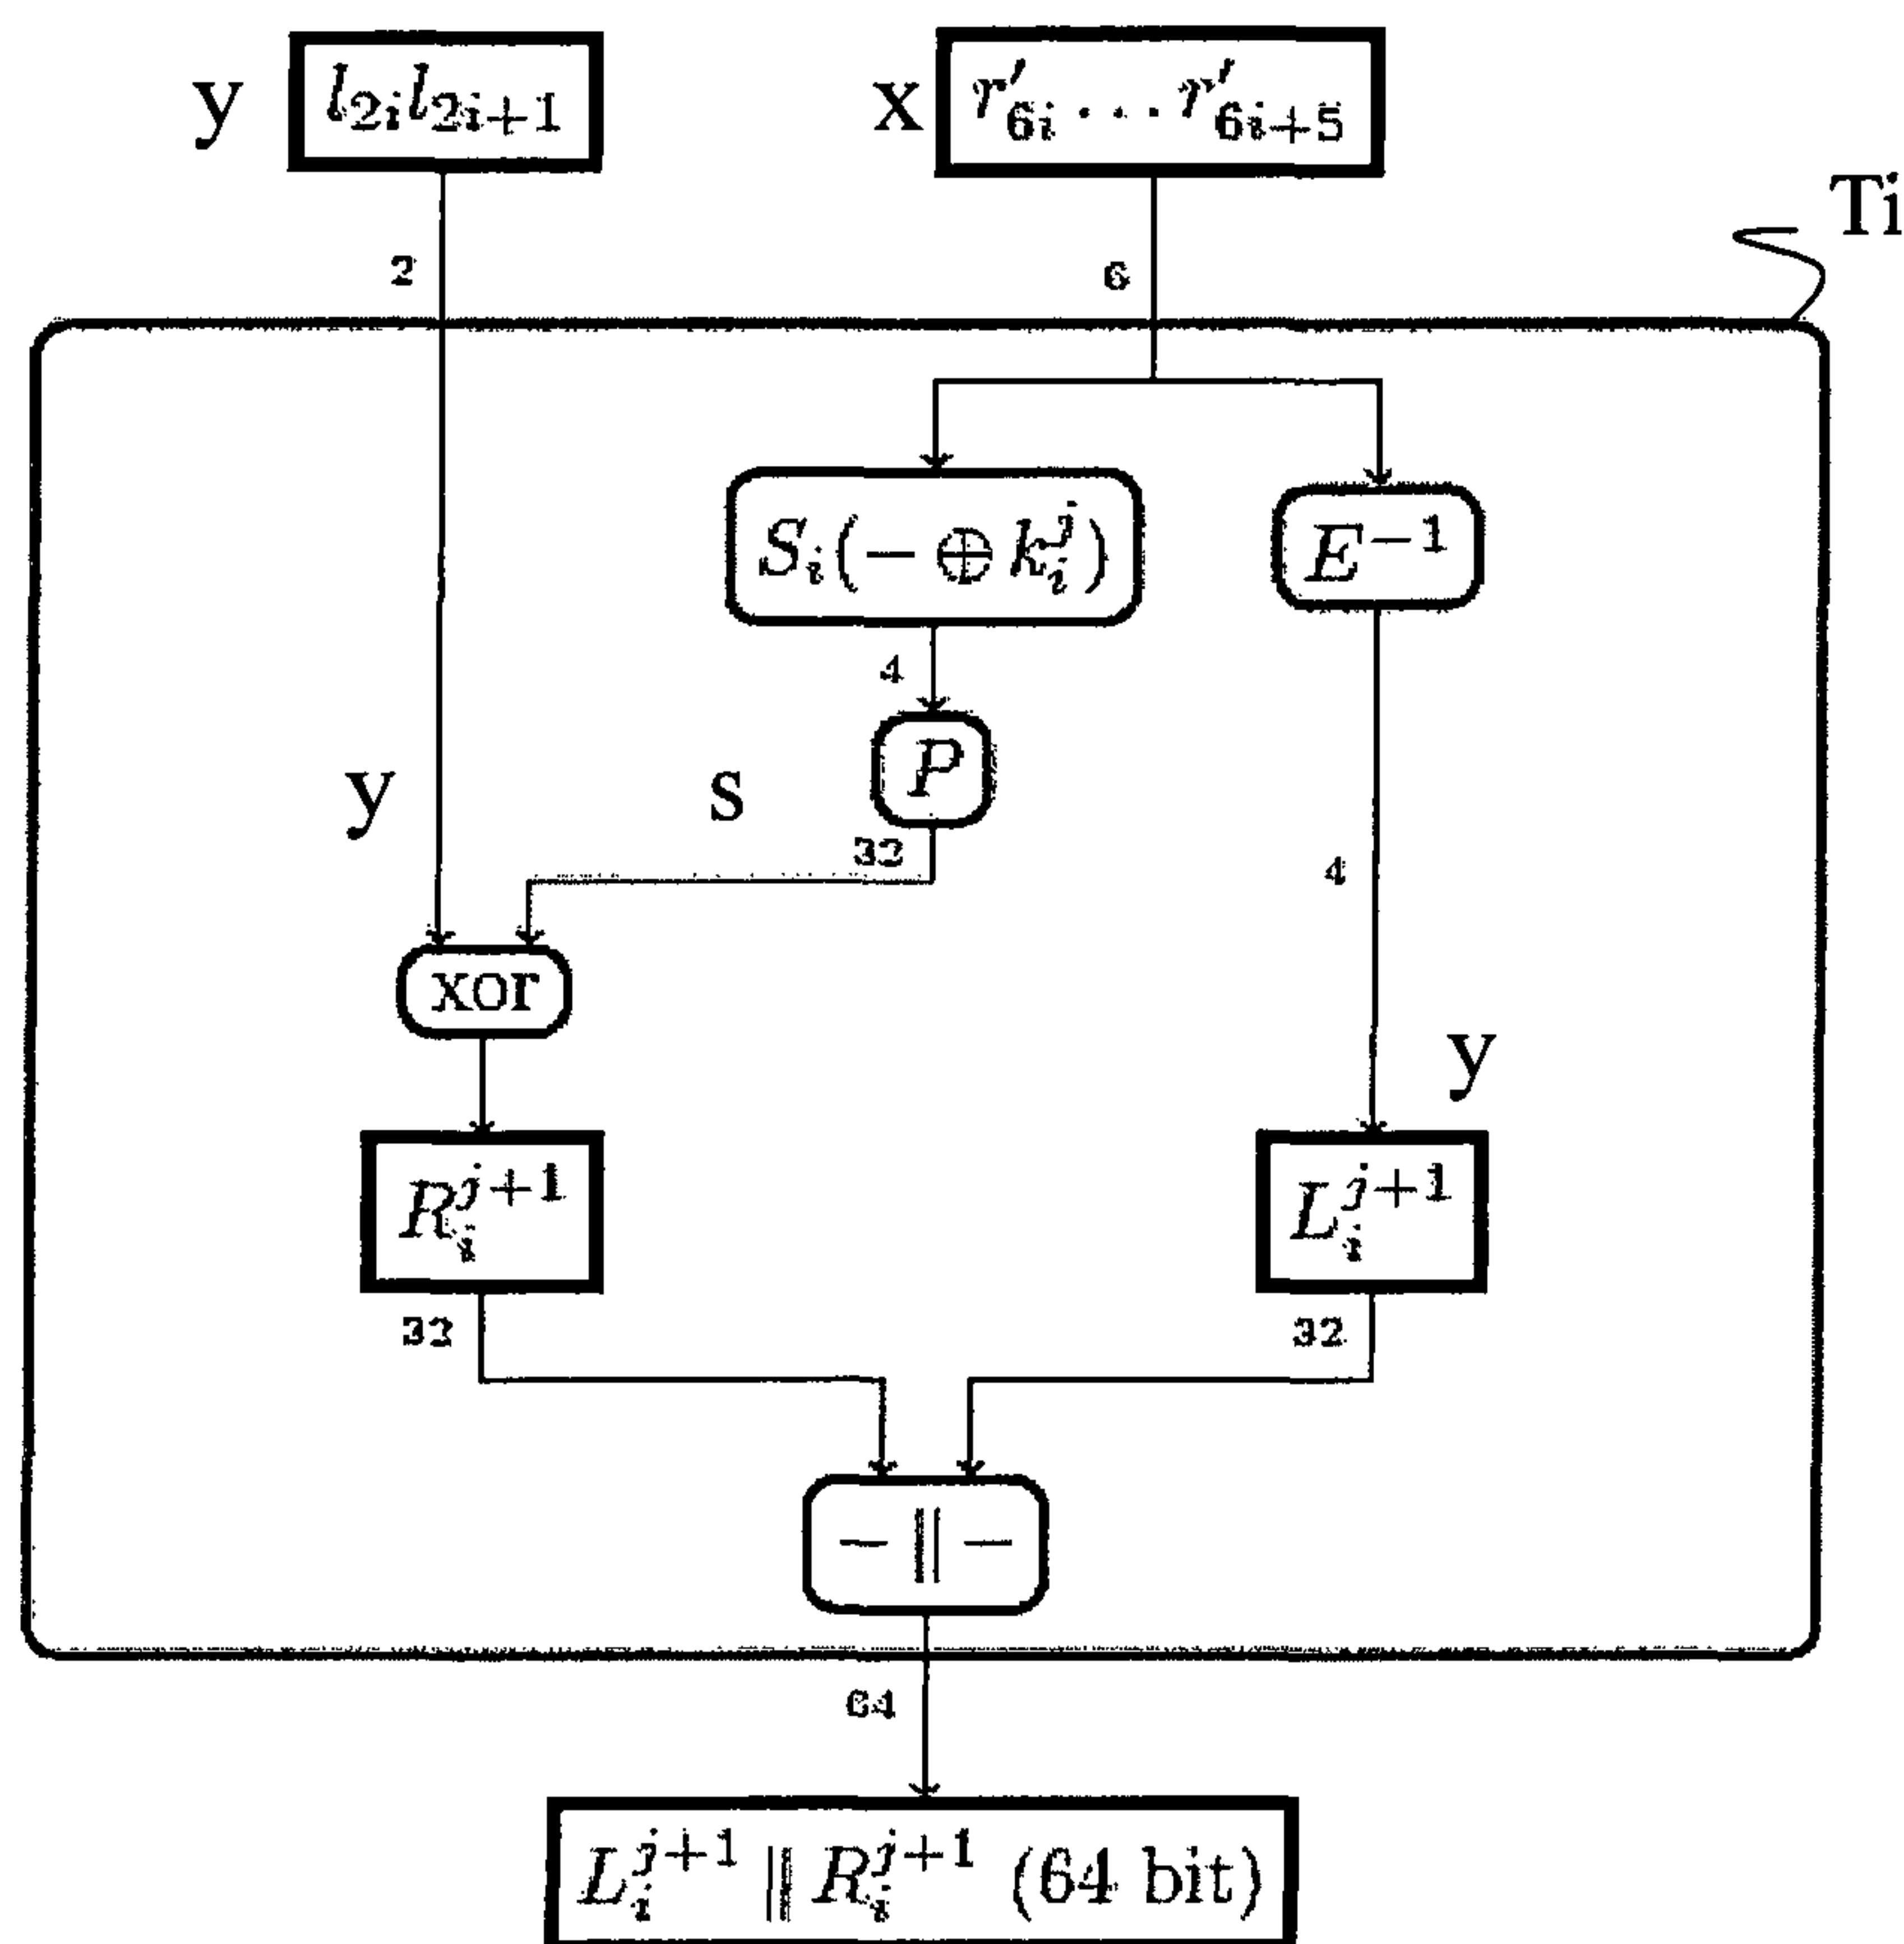 y
l₂ᵢl₂ᵢ₊₁
x
r′₆ᵢ...r′₆ᵢ₊₅
Ti
2
6
Sᵢ(− ⊕ kᵢʲ)
E⁻¹
4
P
y
s
32
4
xor
y
Rᵢʲ⁺¹
Lᵢʲ⁺¹
32
32
− ∥ −
64
Lᵢʲ⁺¹ ∥ Rᵢʲ⁺¹ (64 bit)